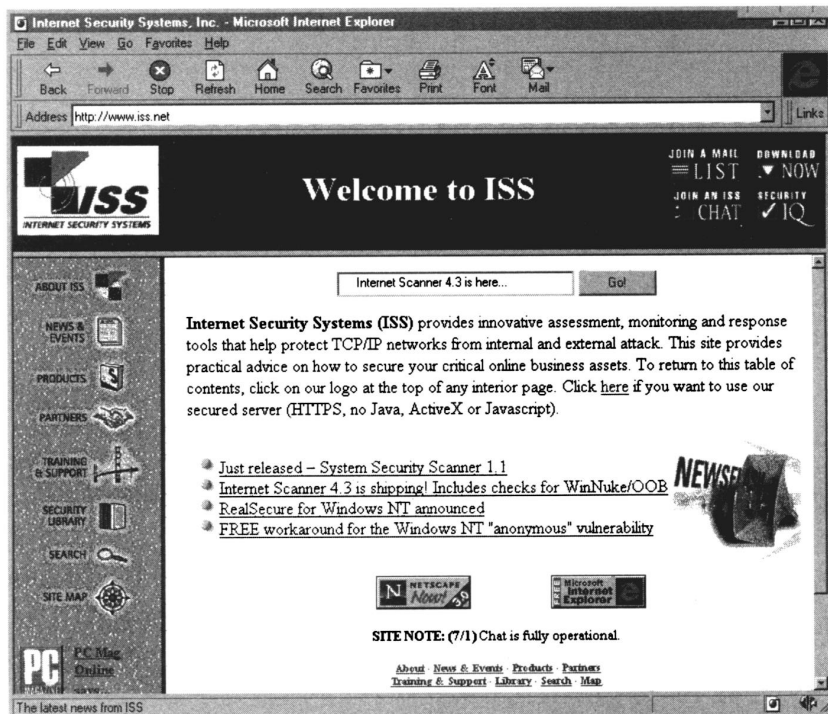 Internet Security Systems, Inc. - Microsoft Internet Explorer
File Edit View Go Favorites Help
Back Forward Stop Refresh Home Search Favorites Print Font Mail
Address http://www.iss.net Links
ISS
INTERNET SECURITY SYSTEMS
Welcome to ISS
JOIN A MAIL LIST
DOWNLOAD NOW
JOIN AN ISS CHAT
SECURITY IQ
ABOUT ISS
NEWS & EVENTS
PRODUCTS
PARTNERS
TRAINING & SUPPORT
SECURITY LIBRARY
SEARCH
SITE MAP
PC
PC Mag
Online
Internet Scanner 4.3 is here... Go!
Internet Security Systems (ISS) provides innovative assessment, monitoring and response
tools that help protect TCP/IP networks from internal and external attack. This site provides
practical advice on how to secure your critical online business assets. To return to this table of
contents, click on our logo at the top of any interior page. Click here if you want to use our
secured server (HTTPS, no Java, ActiveX or Javascript).
Just released – System Security Scanner 1.1
Internet Scanner 4.3 is shipping! Includes checks for WinNuke/OOB
RealSecure for Windows NT announced
FREE workaround for the Windows NT "anonymous" vulnerability
N NETSCAPE Now! 3.0
FREE Microsoft Internet Explorer
SITE NOTE: (7/1) Chat is fully operational.
About · News & Events · Products · Partners
Training & Support · Library · Search · Map
The latest news from ISS